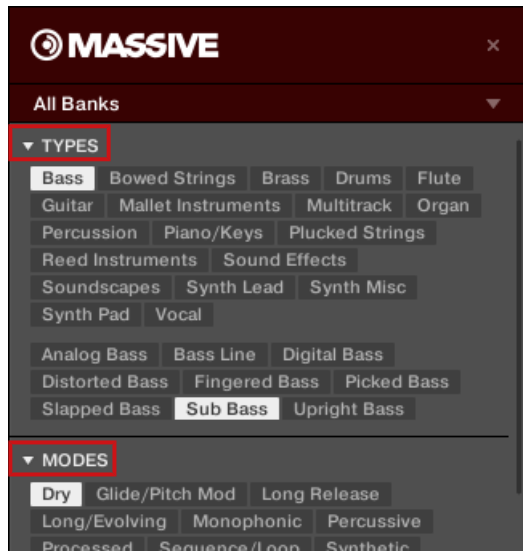 MASSIVE
All Banks
TYPES
Bass Bowed Strings Brass Drums Flute
Guitar Mallet Instruments Multitrack Organ
Percussion Piano/Keys Plucked Strings
Reed Instruments Sound Effects
Soundscapes Synth Lead Synth Misc
Synth Pad Vocal
Analog Bass Bass Line Digital Bass
Distorted Bass Fingered Bass Picked Bass
Slapped Bass Sub Bass Upright Bass
MODES
Dry Glide/Pitch Mod Long Release
Long/Evolving Monophonic Percussive
Processed Sequence/Loop Synthetic